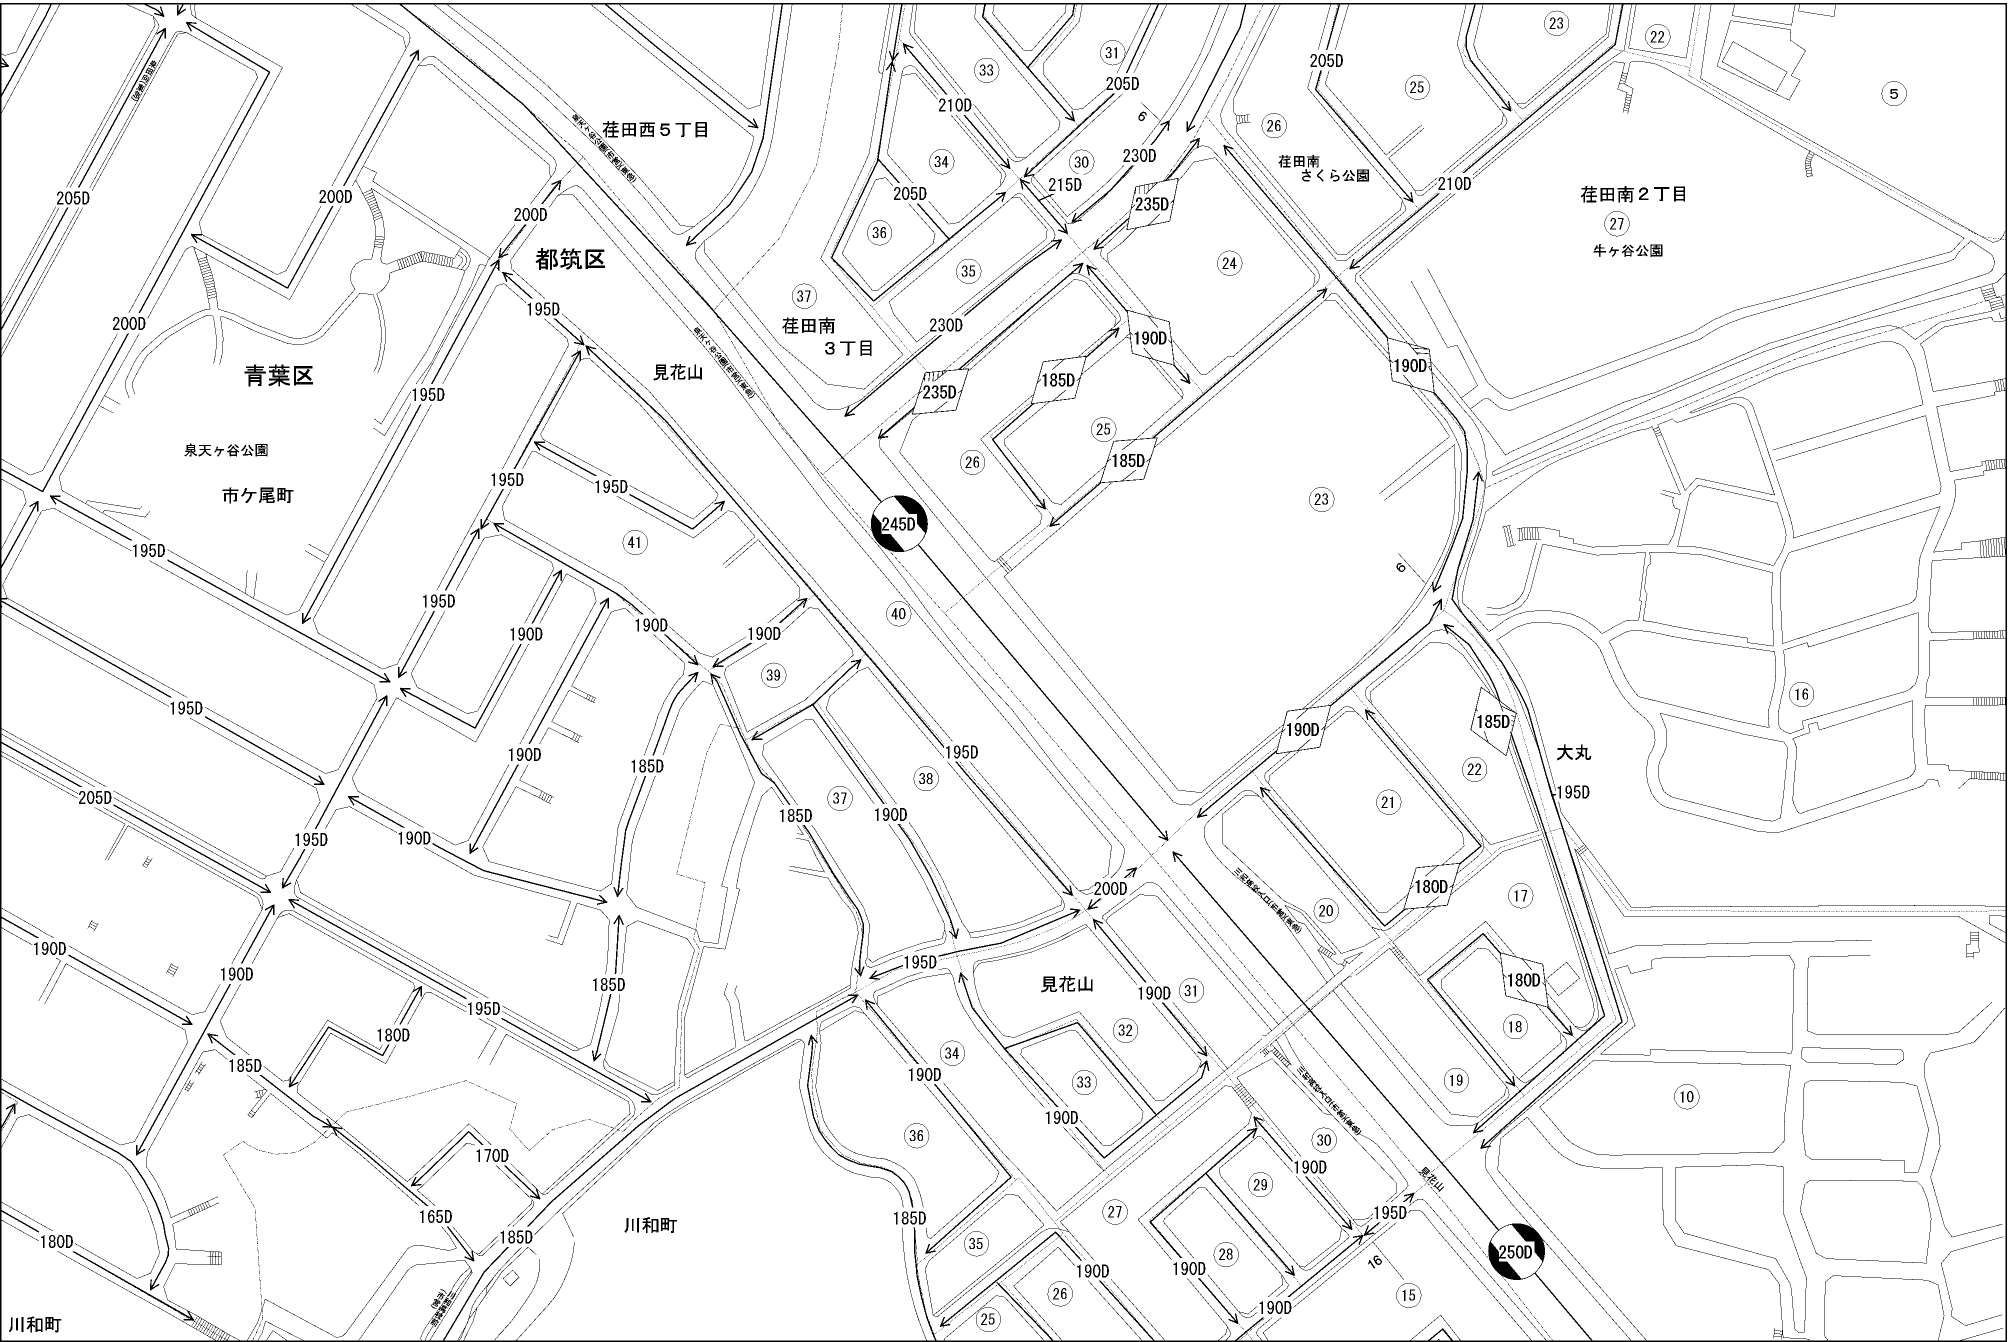 23
22
31
33
205D
205D
25
5
210D
6
26
荏田西5丁目
34
30
230D
荏田南
さくら公園
205D
215D
210D
荏田南2丁目
205D
200D
235D
27
200D
36
牛ヶ谷公園
都筑区
35
24
37
195D
荏田南
3丁目
200D
230D
190D
190D
見花山
青葉区
235D
185D
195D
25
泉天ヶ谷公園
26
185D
195D
195D
市ケ尾町
23
245D
195D
41
6
195D
40
190D
190D
190D
39
16
195D
190D
185D
22
190D
195D
185D
大丸
38
195D
205D
37
21
190D
185D
190D
195D
200D
180D
17
20
190D
195D
190D
180D
185D
見花山
190D
31
195D
32
18
180D
34
185D
190D
33
19
10
190D
36
30
170D
190D
29
185D
27
195D
165D
川和町
見花山
185D
180D
35
28
250D
190D
190D
16
26
15
190D
25
川和町